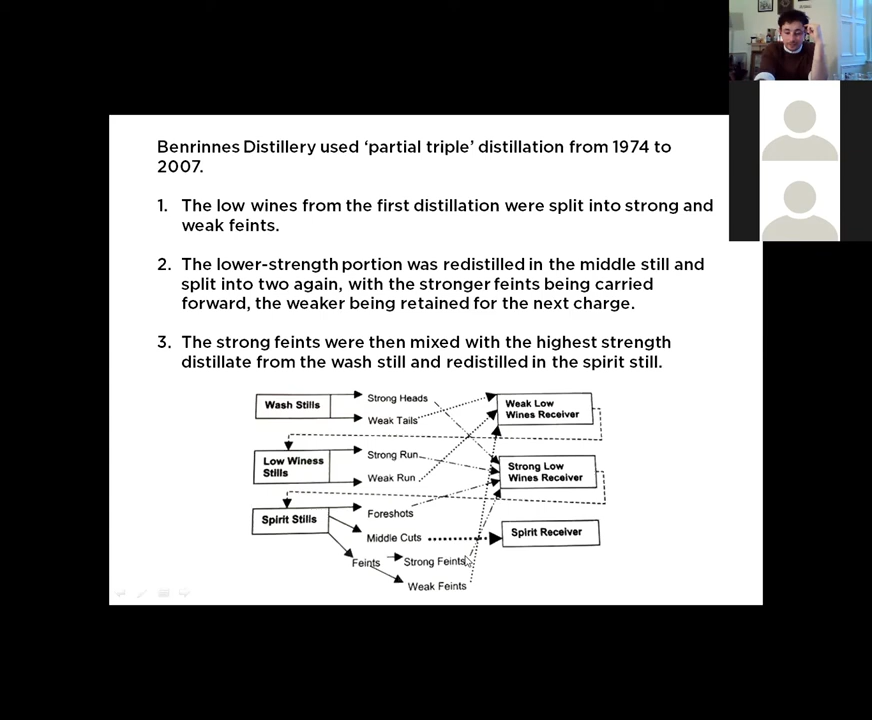 Benrinnes Distillery used ‘partial triple’ distillation from 1974 to
2007.
1. The low wines from the first distillation were split into strong and
weak feints.
2. The lower-strength portion was redistilled in the middle still and
split into two again, with the stronger feints being carried
forward, the weaker being retained for the next charge.
3. The strong feints were then mixed with the highest strength
distillate from the wash still and redistilled in the spirit still.
Wash Stills
Strong Heads
Weak Tails
Weak Low
Wines Receiver
Low Winess
Stills
Strong Run
Weak Run
Strong Low
Wines Receiver
Spirit Stills
Foreshots
Middle Cuts
Spirit Receiver
Feints
Strong Feints
Weak Feints